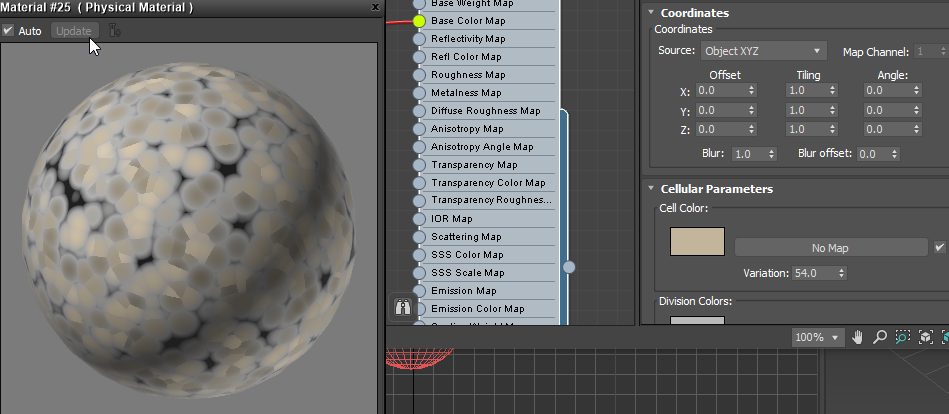 Material #25 ( Physical Material ) x
Auto Update
Base Weight Map
Base Color Map
Reflectivity Map
Refl Color Map
Roughness Map
Metalness Map
Diffuse Roughness Map
Anisotropy Map
Anisotropy Angle Map
Transparency Map
Transparency Color Map
Transparency Roughnes...
IOR Map
Scattering Map
SSS Color Map
SSS Scale Map
Emission Map
Emission Color Map
Coordinates
Coordinates
Source: Object XYZ Map Channel: 1
Offset Tiling Angle:
X: 0.0 1.0 0.0
Y: 0.0 1.0 0.0
Z: 0.0 1.0 0.0
Blur: 1.0 Blur offset: 0.0
Cellular Parameters
Cell Color:
No Map
Variation: 54.0
Division Colors:
100%